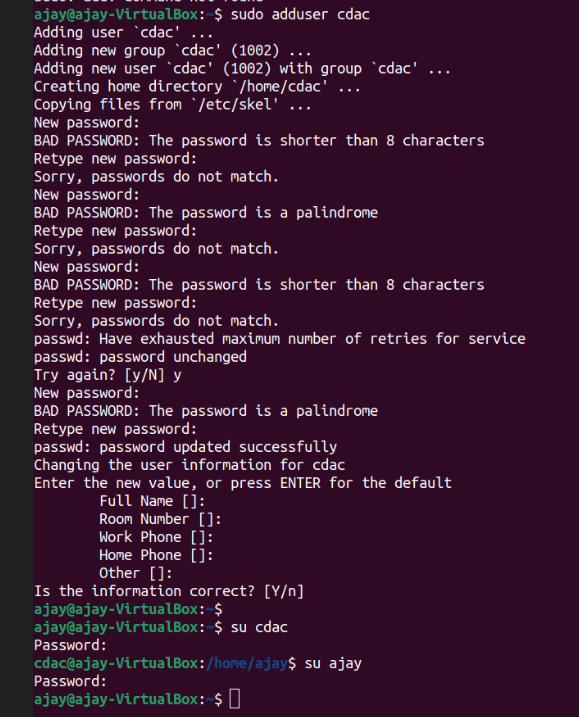 ajay@ajay-VirtualBox:~$ sudo adduser cdac
Adding user `cdac' ...
Adding new group `cdac' (1002) ...
Adding new user `cdac' (1002) with group `cdac' ...
Creating home directory `/home/cdac' ...
Copying files from `/etc/skel' ...
New password:
BAD PASSWORD: The password is shorter than 8 characters
Retype new password:
Sorry, passwords do not match.
New password:
BAD PASSWORD: The password is a palindrome
Retype new password:
Sorry, passwords do not match.
New password:
BAD PASSWORD: The password is shorter than 8 characters
Retype new password:
Sorry, passwords do not match.
passwd: Have exhausted maximum number of retries for service
passwd: password unchanged
Try again? [y/N] y
New password:
BAD PASSWORD: The password is a palindrome
Retype new password:
passwd: password updated successfully
Changing the user information for cdac
Enter the new value, or press ENTER for the default
Full Name []:
Room Number []:
Work Phone []:
Home Phone []:
Other []:
Is the information correct? [Y/n]
ajay@ajay-VirtualBox:~$
ajay@ajay-VirtualBox:~$ su cdac
Password:
cdac@ajay-VirtualBox:/home/ajay$ su ajay
Password:
ajay@ajay-VirtualBox:~$